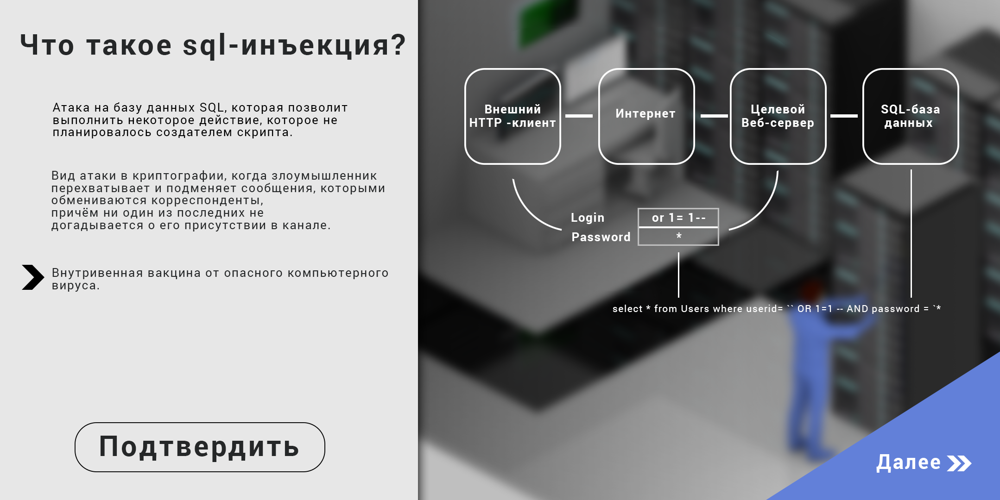 Что такое sql-инъекция?
Атака на базу данных SQL, которая позволит
выполнить некоторое действие, которое не
планировалось создателем скрипта.
Вид атаки в криптографии, когда злоумышленник
перехватывает и подменяет сообщения, которыми
обмениваются корреспонденты,
причём ни один из последних не
догадывается о его присутствии в канале.
Внутривенная вакцина от опасного компьютерного
вируса.
Подтвердить
Внешний
HTTP -клиент
Интернет
Целевой
Веб-сервер
SQL-база
данных
Login
or 1= 1--
Password
*
select * from Users where userid= `` OR 1=1 -- AND password = `*
Далее